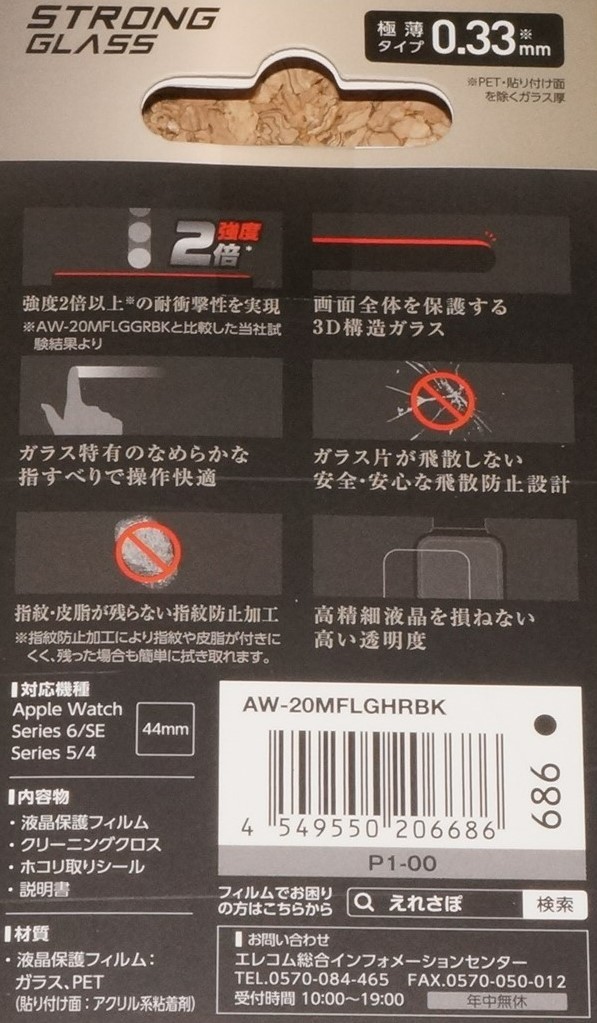 STRONG
GLASS
極薄
タイプ 0.33※mm
※PET・貼り付け面
を除くガラス厚
強度
2倍*
強度2倍以上※の耐衝撃性を実現
※AW-20MFLGGRBKと比較した当社試
験結果より
画面全体を保護する
3D構造ガラス
ガラス特有のなめらかな
指すべりで操作快適
ガラス片が飛散しない
安全・安心な飛散防止設計
指紋・皮脂が残らない指紋防止加工
※指紋防止加工により指紋や皮脂が付きに
くく、残った場合も簡単に拭き取れます。
高精細液晶を損ねない
高い透明度
対応機種
Apple Watch
Series 6/SE
Series 5/4
44mm
内容物
・液晶保護フィルム
・クリーニングクロス
・ホコリ取りシール
・説明書
材質
・液晶保護フィルム：
ガラス、PET
（貼り付け面：アクリル系粘着剤）
AW-20MFLGHRBK
4 549550 206686
686
P1-00
フィルムでお困り
の方はこちらから
えれさぽ 検索
お問い合わせ
エレコム総合インフォメーションセンター
TEL.0570-084-465 FAX.0570-050-012
受付時間 10:00～19:00 年中無休